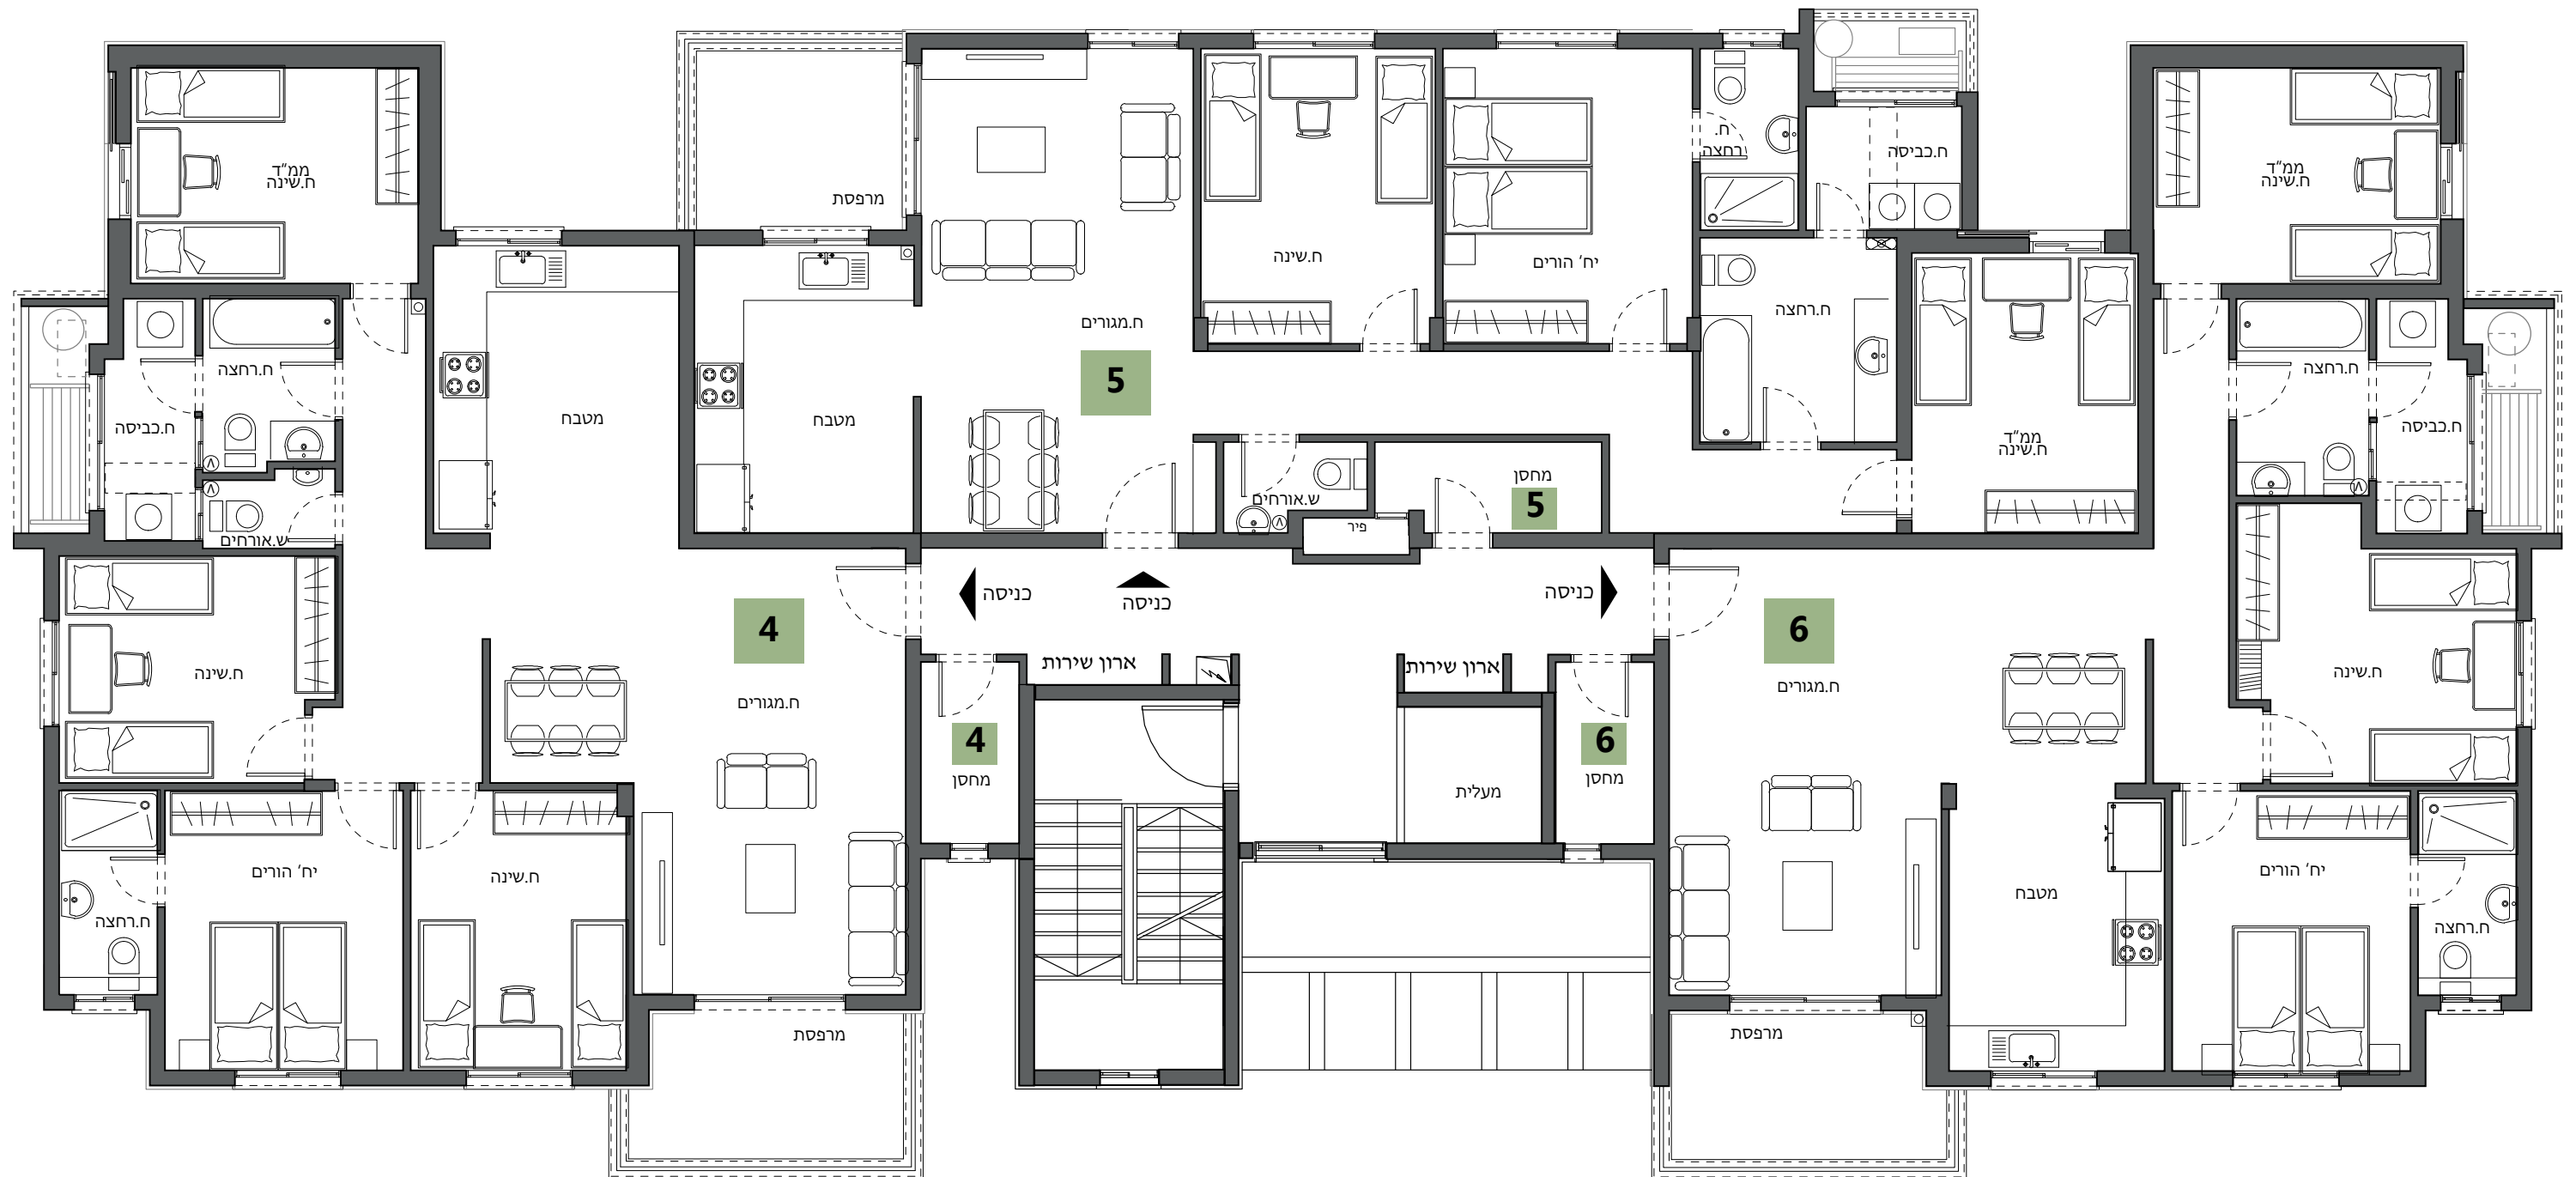 ממ״ד
ח.שינה
ח.רחצה
ח.כביסה
ש.אורחים
ח.שינה
ח.רחצה
יח׳ הורים
ח.שינה
מטבח
4
ח.מגורים
מרפסת
4
מחסן
מרפסת
מטבח
ח.מגורים
5
ח.שינה
יח׳ הורים
ח.
רחצה
ח.כביסה
ח.רחצה
ממ״ד
ח.שינה
ש.אורחים
מחסן
5
פיר
כניסה
כניסה
כניסה
ארון שירות
ארון שירות
מעלית
6
מחסן
6
ח.מגורים
מרפסת
מטבח
יח׳ הורים
ח.רחצה
ח.שינה
ח.רחצה
ח.כביסה
ממ״ד
ח.שינה